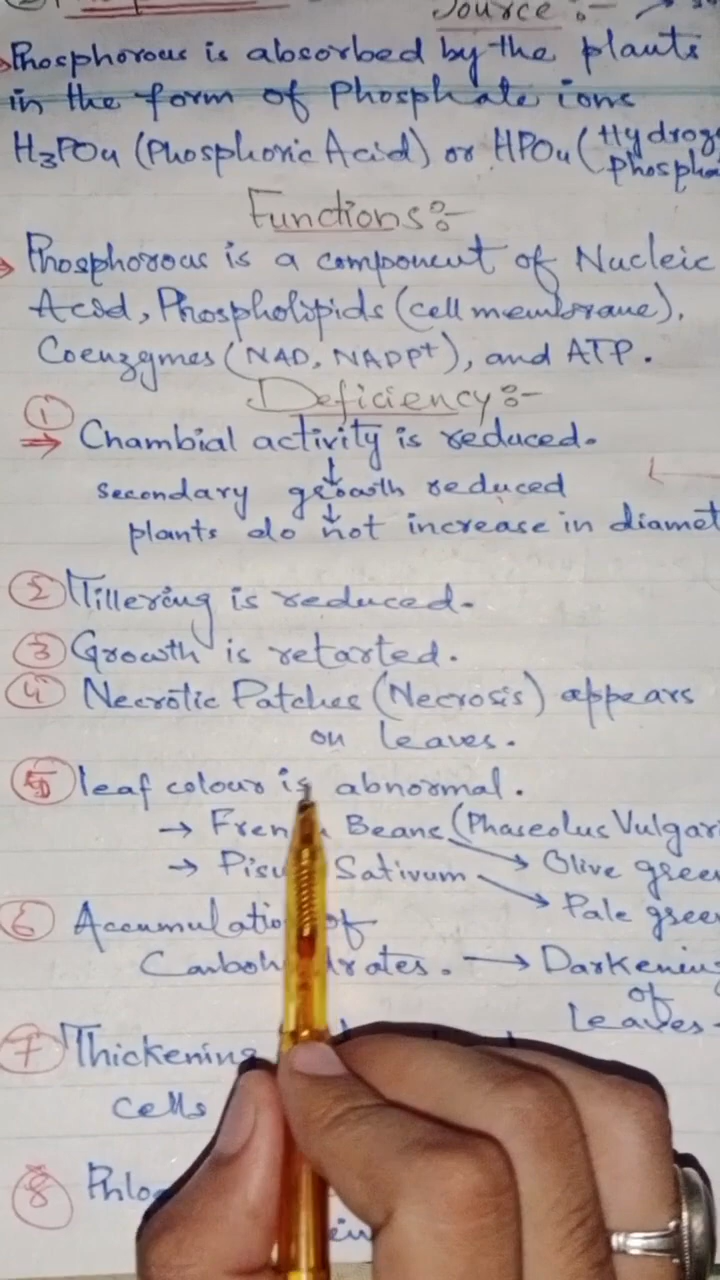 Source :-
Phosphorous is absorbed by the plants
in the form of Phosphate ions
H3PO4 (Phosphoric Acid) or HPO4 (
Functions:-
Phosphorous is a component of Nucleic
Acid, Phospholipids (cell membrane),
Coenzymes (NAD, NADP+), and ATP.
Deficiency:-
① Chambial activity is reduced.
secondary growth reduced
plants do not increase in diamet
② Tillering is reduced.
③ Growth is retarted.
④ Necrotic Patches (Necrosis) appears
on leaves.
⑤ leaf colour is abnormal.
→ Beans (Phaseolus Vulgar
→ Sativum Olive gree
Pale gree
⑥ of
→ Darkening
of
Leaves.
⑦ Thickening
cells
⑧